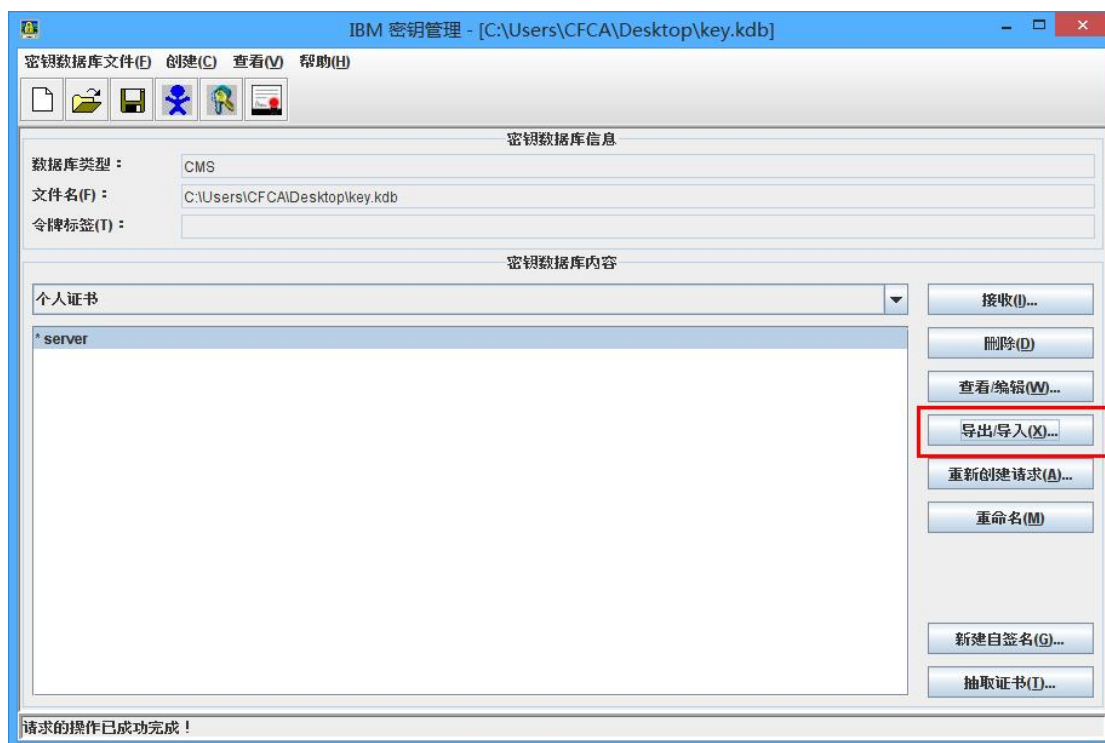 IBM 密钥管理 - [C:\Users\CFCA\Desktop\key.kdb]
密钥数据库文件(F) 创建(C) 查看(V) 帮助(H)
密钥数据库信息
数据库类型： CMS
文件名(F)： C:\Users\CFCA\Desktop\key.kdb
令牌标签(T)：
密钥数据库内容
个人证书
接收(I)...
* server
删除(D)
查看/编辑(W)...
导出/导入(X)...
重新创建请求(A)...
重命名(M)
新建自签名(G)...
抽取证书(T)...
请求的操作已成功完成！